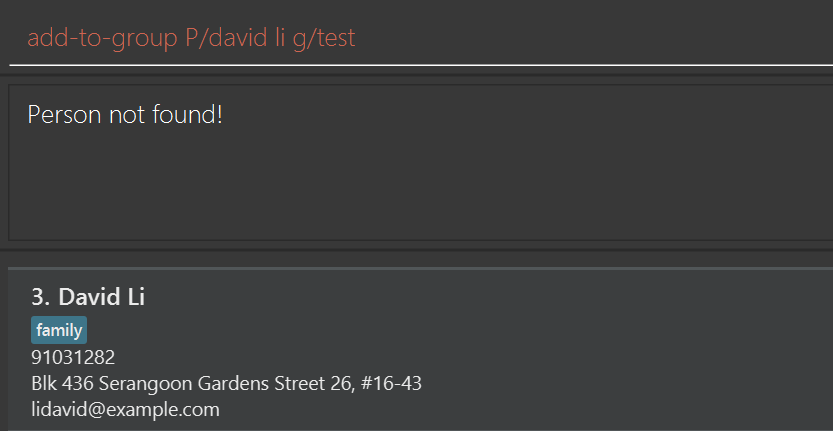 add-to-group P/david li g/test
Person not found!
3. David Li
family
91031282
Blk 436 Serangoon Gardens Street 26, #16-43
lidavid@example.com